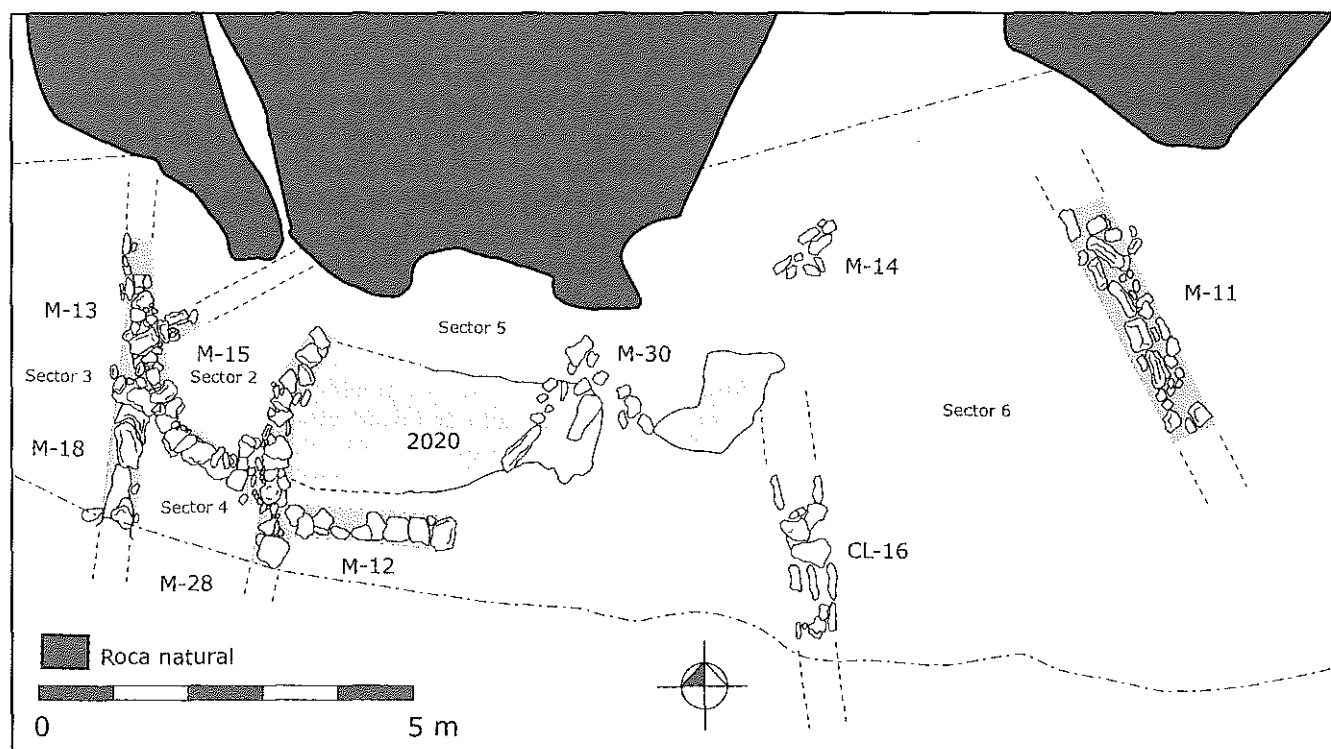 M-14
M-11
M-13
Sector 5
M-15
M-30
Sector 3
Sector 2
Sector 6
M-18
2020
Sector 4
CL-16
M-12
M-28
Roca natural
0
5 m